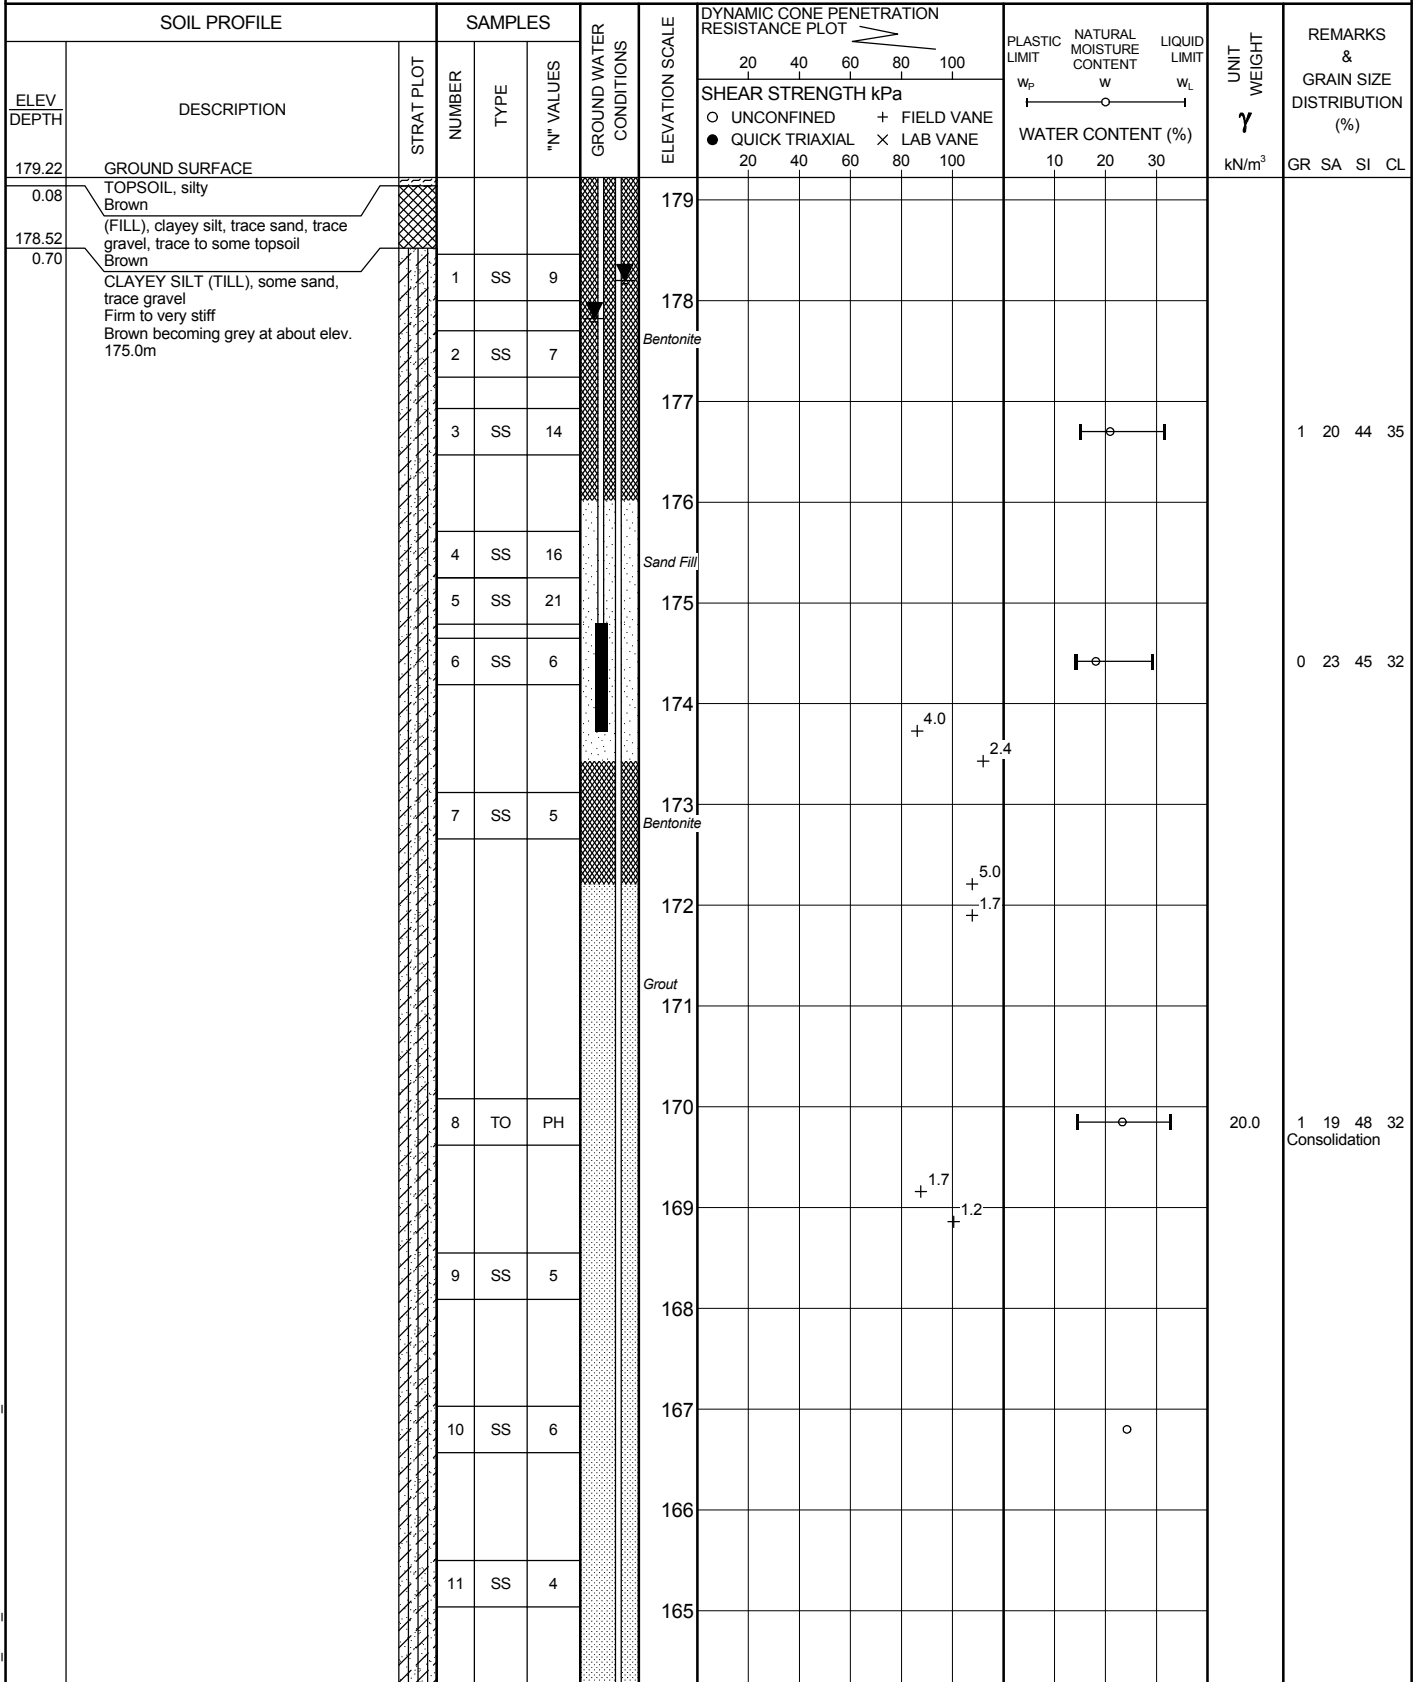 SOIL PROFILE
SAMPLES
GROUND WATER
CONDITIONS
ELEVATION SCALE
DYNAMIC CONE PENETRATION
RESISTANCE PLOT
20 40 60 80 100
SHEAR STRENGTH kPa
○ UNCONFINED + FIELD VANE
● QUICK TRIAXIAL × LAB VANE
20 40 60 80 100
PLASTIC
LIMIT
NATURAL
MOISTURE
CONTENT
LIQUID
LIMIT
WP W WL
WATER CONTENT (%)
10 20 30
UNIT
WEIGHT
γ
kN/m³
REMARKS
&
GRAIN SIZE
DISTRIBUTION
(%)
GR SA SI CL
ELEV
DEPTH
DESCRIPTION
STRAT PLOT
NUMBER
TYPE
"N" VALUES
179.22 GROUND SURFACE
0.08
TOPSOIL, silty
Brown
(FILL), clayey silt, trace sand, trace
gravel, trace to some topsoil
Brown
178.52
0.70
CLAYEY SILT (TILL), some sand,
trace gravel
Firm to very stiff
Brown becoming grey at about elev.
175.0m
179
1 SS 9
178
Bentonite
2 SS 7
177
3 SS 14
1 20 44 35
176
4 SS 16
Sand Fill
5 SS 21
175
6 SS 6
0 23 45 32
174
4.0
2.4
173
7 SS 5
Bentonite
5.0
172
1.7
Grout
171
170
8 TO PH
20.0
1 19 48 32
Consolidation
1.7
169
1.2
9 SS 5
168
167
10 SS 6
166
11 SS 4
165